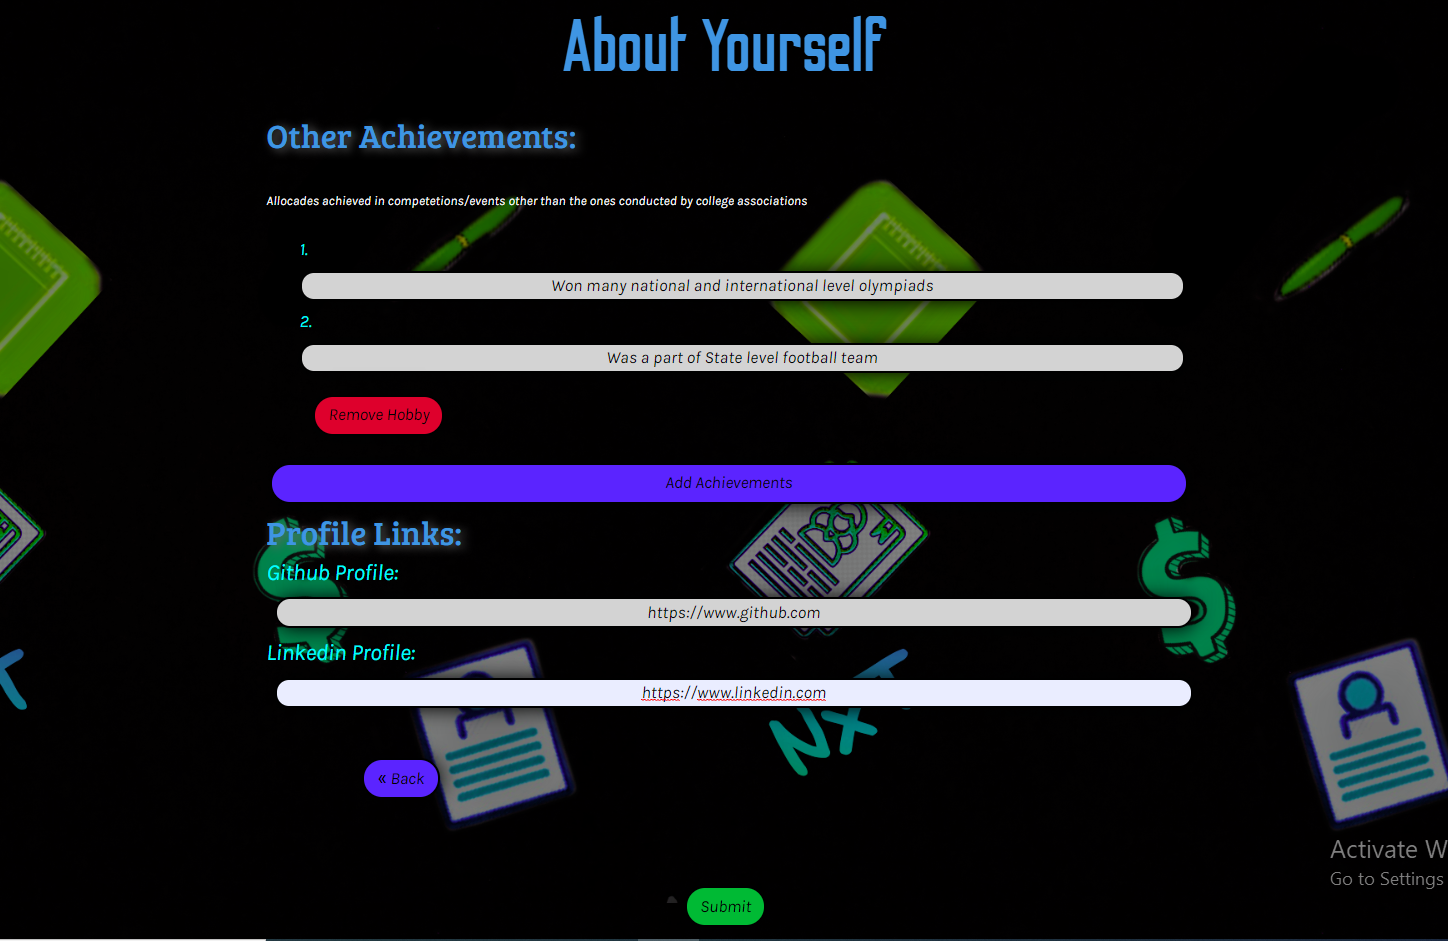 About Yourself
Other Achievements:
Allocades achieved in competetions/events other than the ones conducted by college associations
1.
Won many national and international level olympiads
2.
Was a part of State level football team
Remove Hobby
Add Achievements
Profile Links:
Github Profile:
https://www.github.com
Linkedin Profile:
https://www.linkedin.com
« Back
Activate W
Go to Settings
Submit